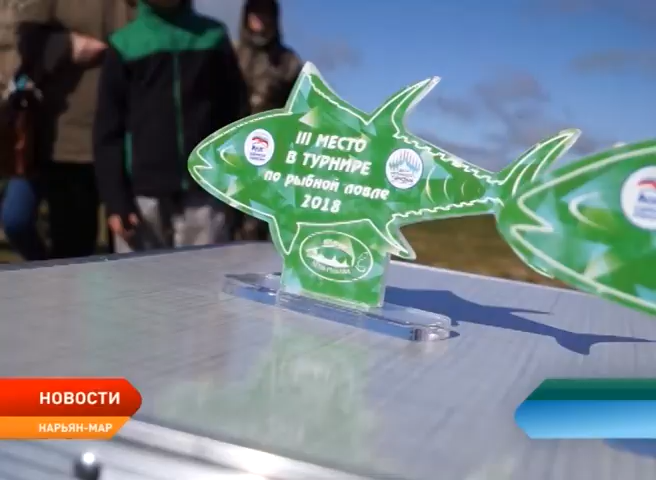 III МЕСТО
В ТУРНИРЕ
по рыбной ловле
2018
НОВОСТИ
НАРЬЯН-МАР